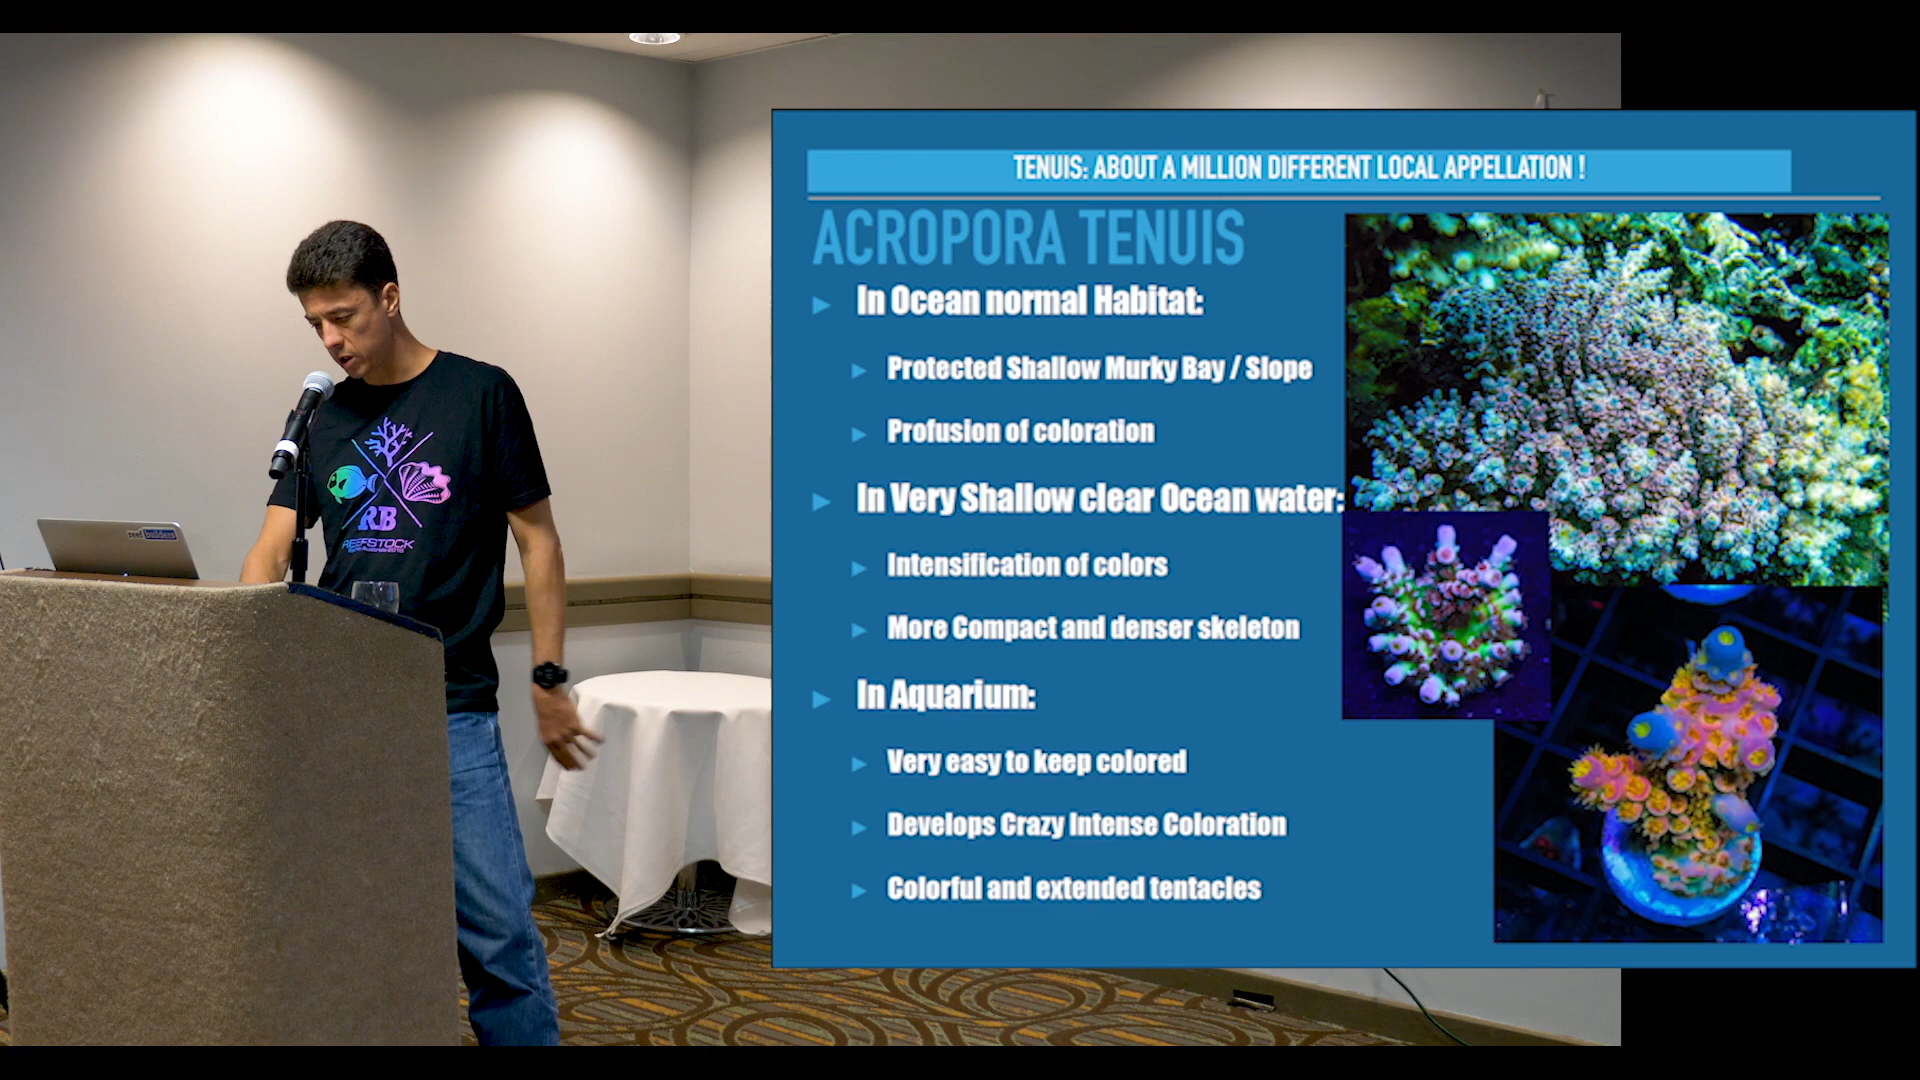 TENUIS: ABOUT A MILLION DIFFERENT LOCAL APPELLATION !
ACROPORA TENUIS
In Ocean normal Habitat:
Protected Shallow Murky Bay / Slope
Profusion of coloration
In Very Shallow clear Ocean water:
Intensification of colors
More Compact and denser skeleton
In Aquarium:
Very easy to keep colored
Develops Crazy Intense Coloration
Colorful and extended tentacles
RB
REEFSTOCK
reef builders